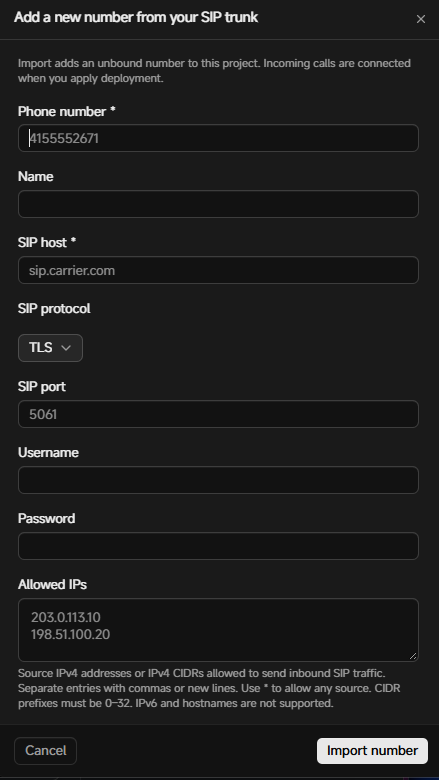 Add a new number from your SIP trunk
Import adds an unbound number to this project. Incoming calls are connected
when you apply deployment.
Phone number *
4155552671
Name
SIP host *
sip.carrier.com
SIP protocol
TLS
SIP port
5061
Username
Password
Allowed IPs
203.0.113.10
198.51.100.20
Source IPv4 addresses or IPv4 CIDRs allowed to send inbound SIP traffic.
Separate entries with commas or new lines. Use * to allow any source. CIDR
prefixes must be 0–32. IPv6 and hostnames are not supported.
Cancel
Import number